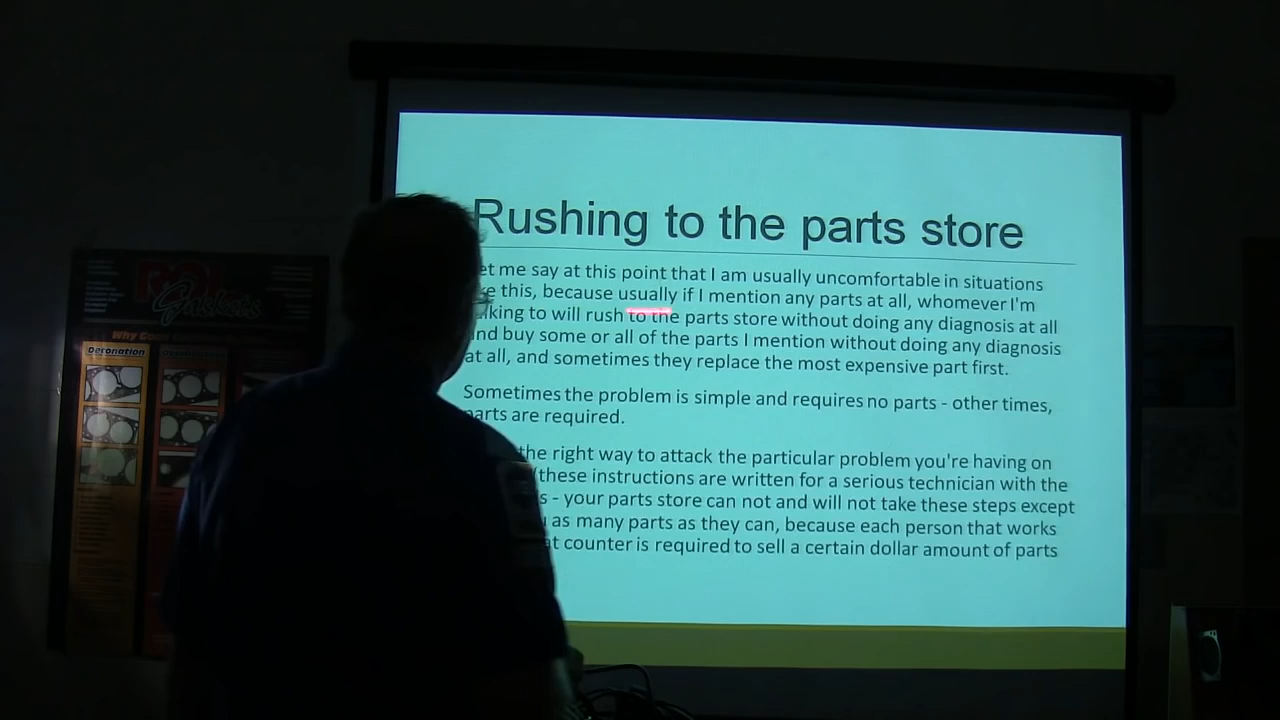 Rushing to the parts store
et me say at this point that I am usually uncomfortable in situations
ke this, because usually if I mention any parts at all, whomever I'm
lking to will rush to the parts store without doing any diagnosis at all
and buy some or all of the parts I mention without doing any diagnosis
at all, and sometimes they replace the most expensive part first.
Sometimes the problem is simple and requires no parts - other times,
parts are required.
the right way to attack the particular problem you're having on
these instructions are written for a serious technician with the
s - your parts store can not and will not take these steps except
as many parts as they can, because each person that works
at counter is required to sell a certain dollar amount of parts
Gaskets
Detonation